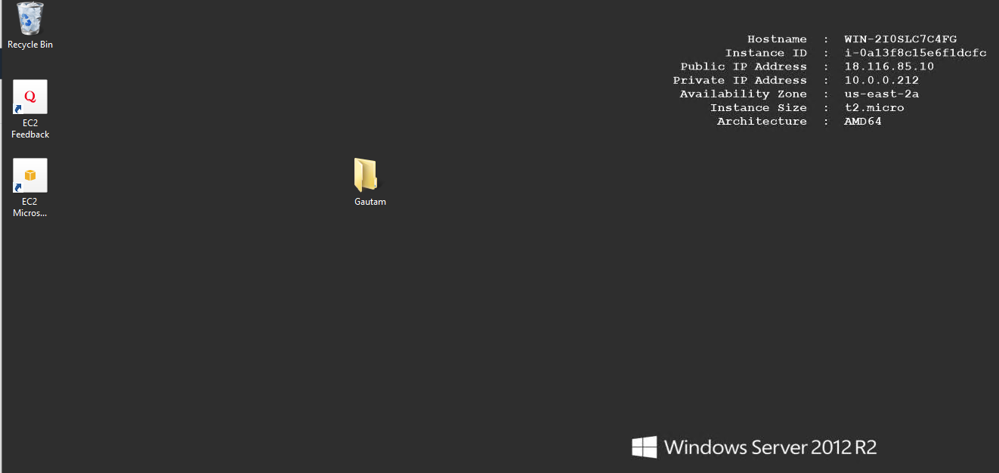 Recycle Bin
Q
EC2
Feedback
EC2
Micros...
Gautam
Hostname : WIN-2I0SLC7C4FG
Instance ID : i-0a13f8c15e6f1dcfc
Public IP Address : 18.116.85.10
Private IP Address : 10.0.0.212
Availability Zone : us-east-2a
Instance Size : t2.micro
Architecture : AMD64
Windows Server 2012 R2